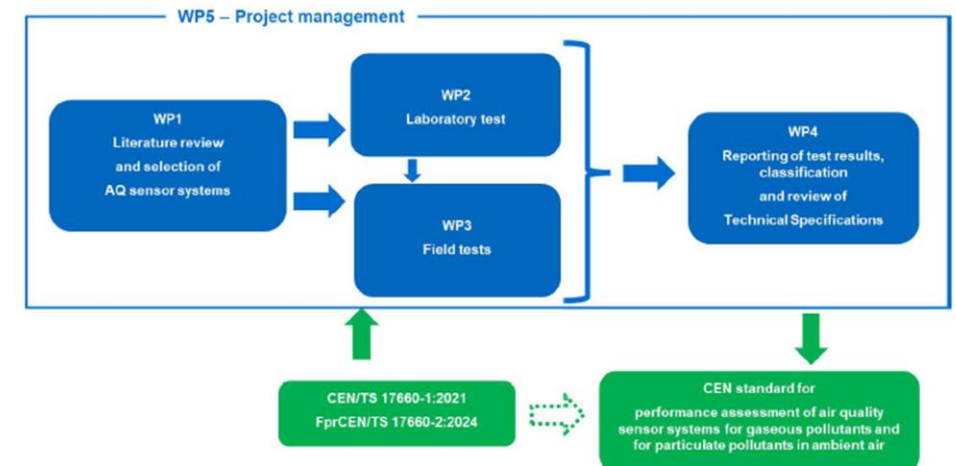 WP5 – Project management
WP1
Literature review
and selection of
AQ sensor systems
WP2
Laboratory test
WP3
Field tests
WP4
Reporting of test results,
classification
and review of
Technical Specifications
CEN/TS 17660-1:2021
FprCEN/TS 17660-2:2024
CEN standard for
performance assessment of air quality
sensor systems for gaseous pollutants and
for particulate pollutants in ambient air